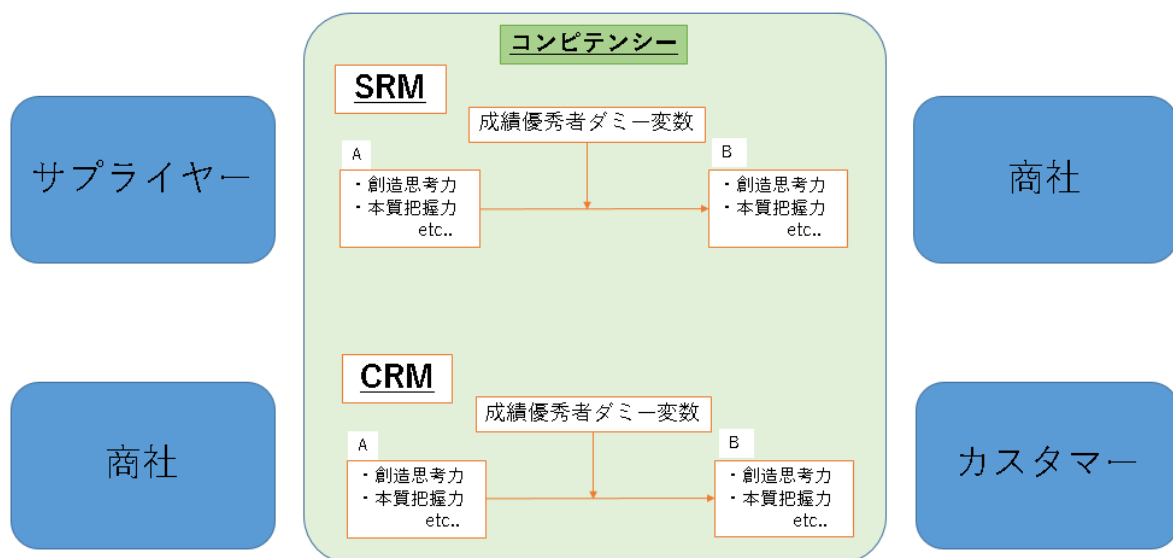 コンピテンシー
SRM
成績優秀者ダミー変数
A
B
サプライヤー
・創造思考力
・本質把握力
etc..
・創造思考力
・本質把握力
etc..
商社
CRM
成績優秀者ダミー変数
A
B
商社
・創造思考力
・本質把握力
etc..
・創造思考力
・本質把握力
etc..
カスタマー